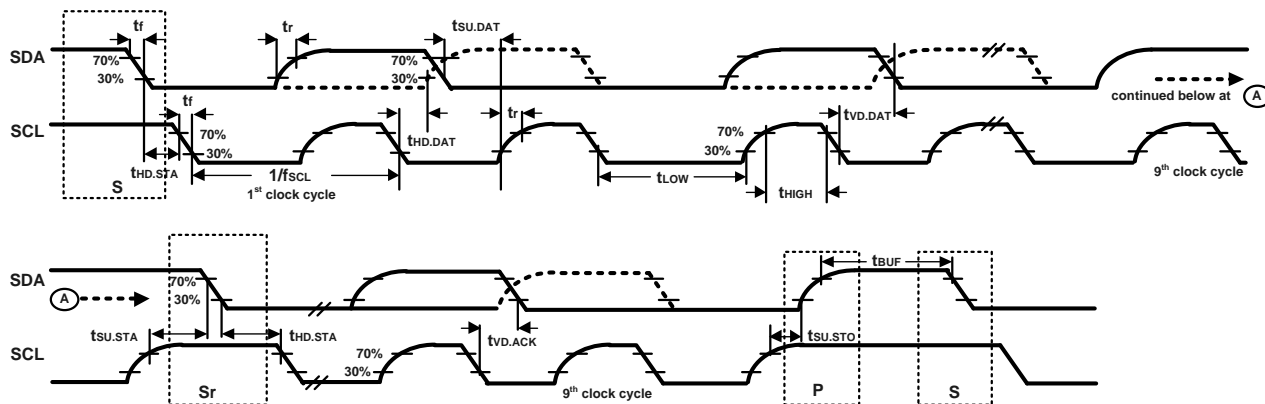 tf
tr
tSU.DAT
SDA
70%
30%
70%
30%
continued below at A
tf
tr
tVD.DAT
SCL
70%
30%
tHD.DAT
70%
30%
tHD.STA
1/fSCL
tLOW
tHIGH
S
1st clock cycle
9th clock cycle
SDA
70%
30%
tBUF
A
tSU.STA
tHD.STA
tVD.ACK
tSU.STO
SCL
70%
30%
Sr
9th clock cycle
P
S